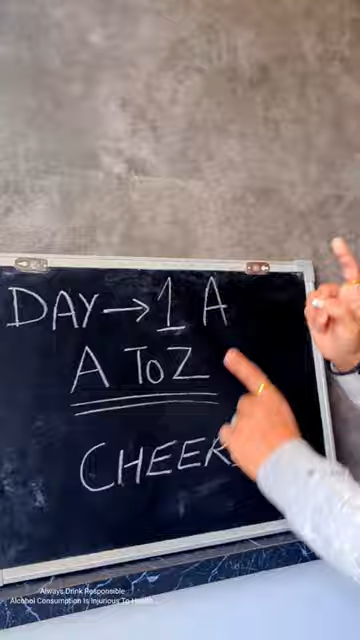 DAY → 1 A
A TO Z
CHEER
Always Drink Responsible
Alcohol Consumption Is Injurious To Health